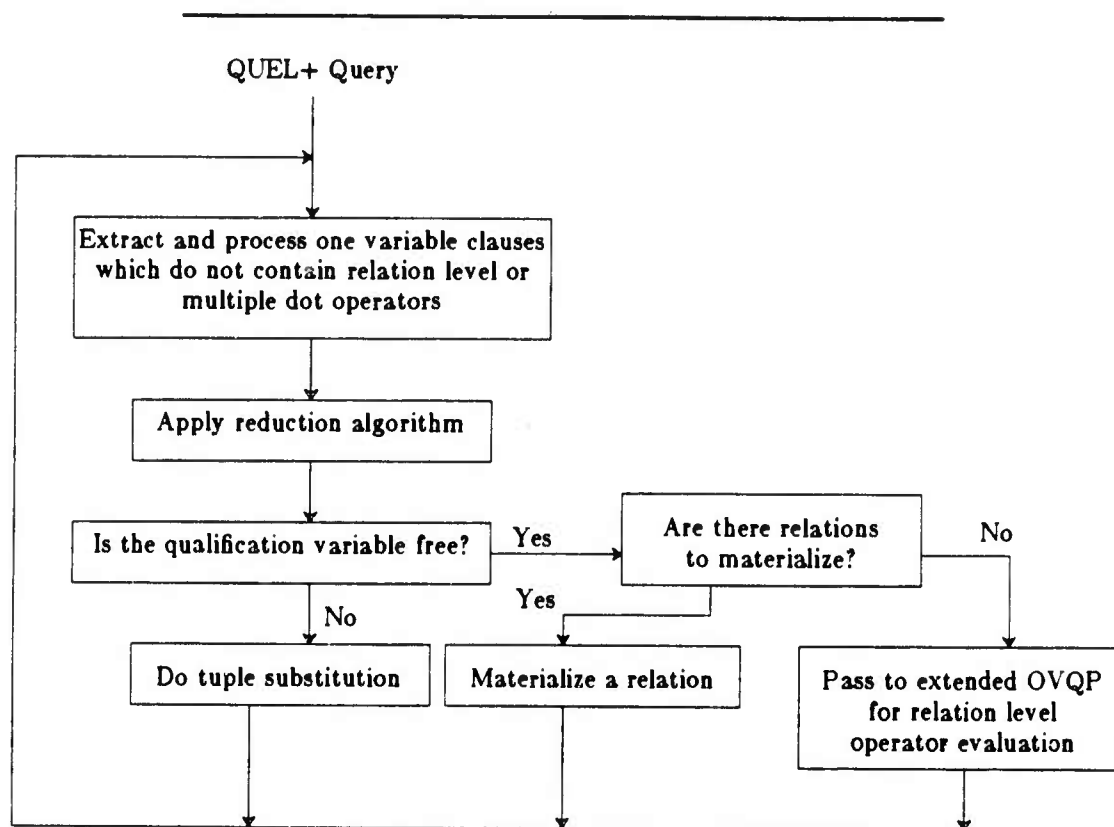 QUEL+ Query
Extract and process one variable clauses
which do not contain relation level or
multiple dot operators
Apply reduction algorithm
Is the qualification variable free?
Yes
Are there relations
to materialize?
No
Yes
No
Do tuple substitution
Materialize a relation
Pass to extended OVQP
for relation level
operator evaluation